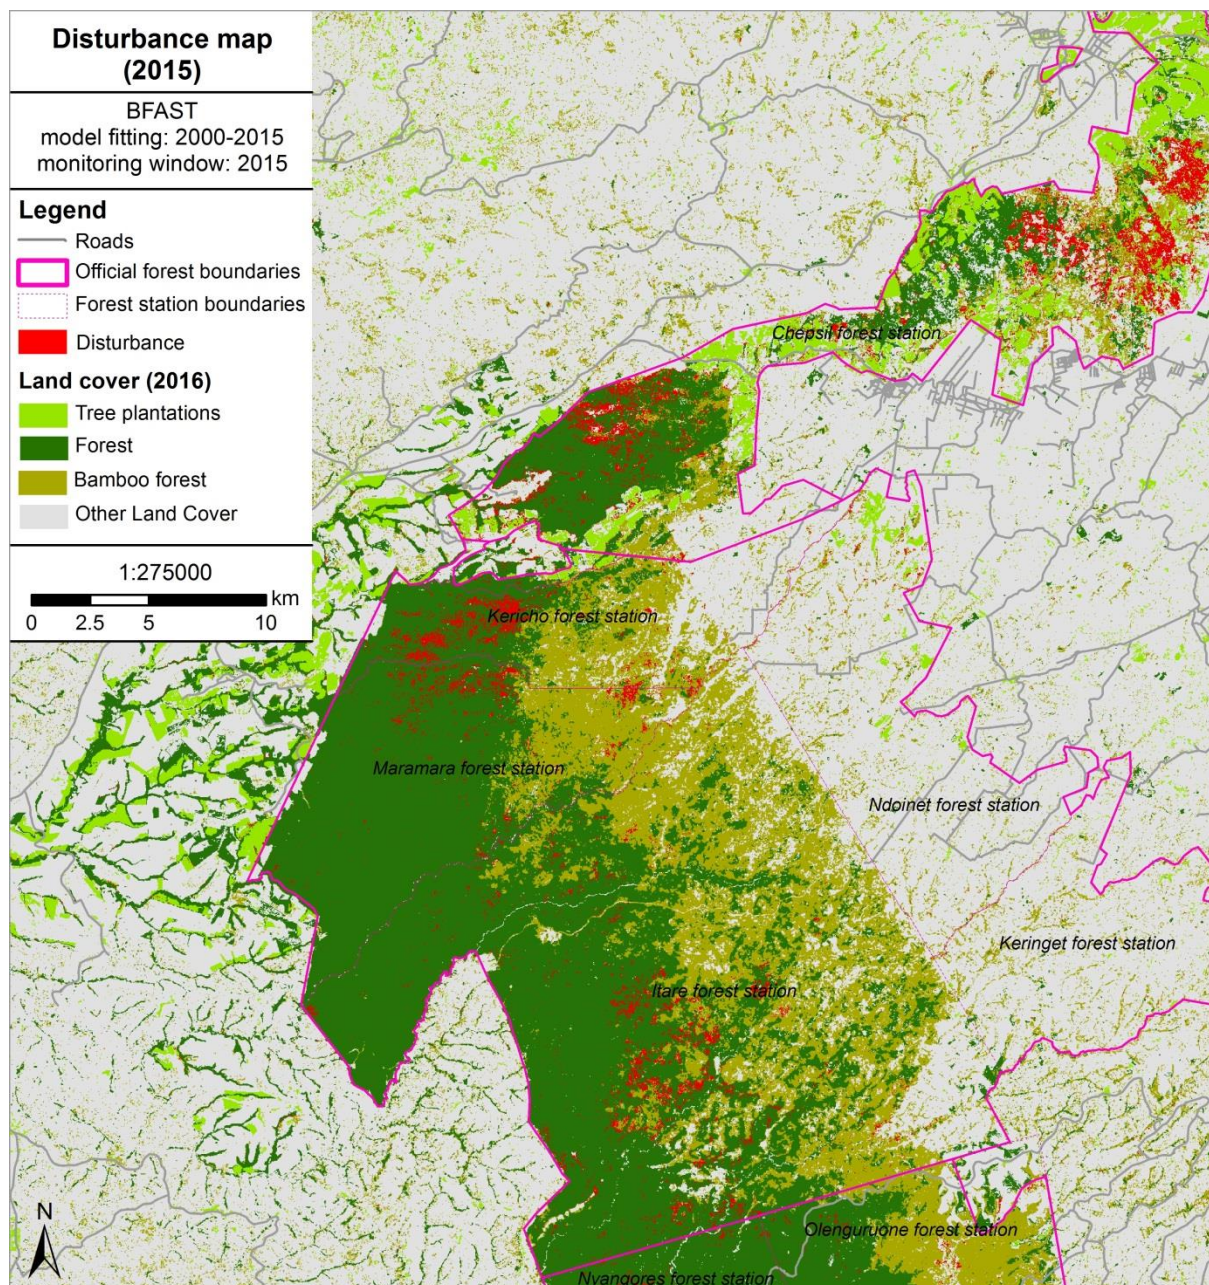 Disturbance map
(2015)
BFAST
model fitting: 2000-2015
monitoring window: 2015
Legend
Roads
Official forest boundaries
Forest station boundaries
Disturbance
Land cover (2016)
Tree plantations
Forest
Bamboo forest
Other Land Cover
1:275000
km
0 2.5 5 10
Chepsil forest station
Kericho forest station
Maramara forest station
Ndoinet forest station
Keringet forest station
Itare forest station
Olenguruone forest station
Nyangores forest station
N